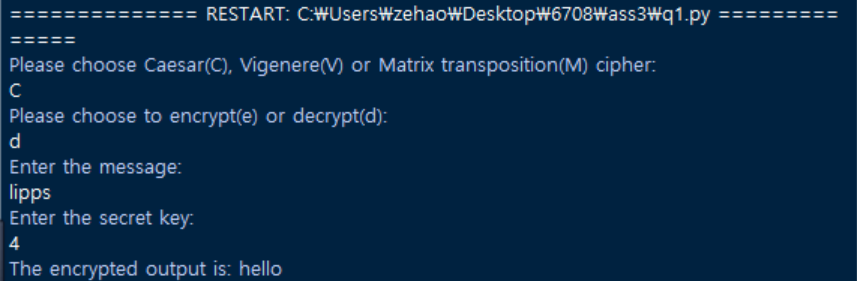 ============== RESTART: C:₩Users₩zehao₩Desktop₩6708₩ass3₩q1.py =========
=====
Please choose Caesar(C), Vigenere(V) or Matrix transposition(M) cipher:
C
Please choose to encrypt(e) or decrypt(d):
d
Enter the message:
lipps
Enter the secret key:
4
The encrypted output is: hello